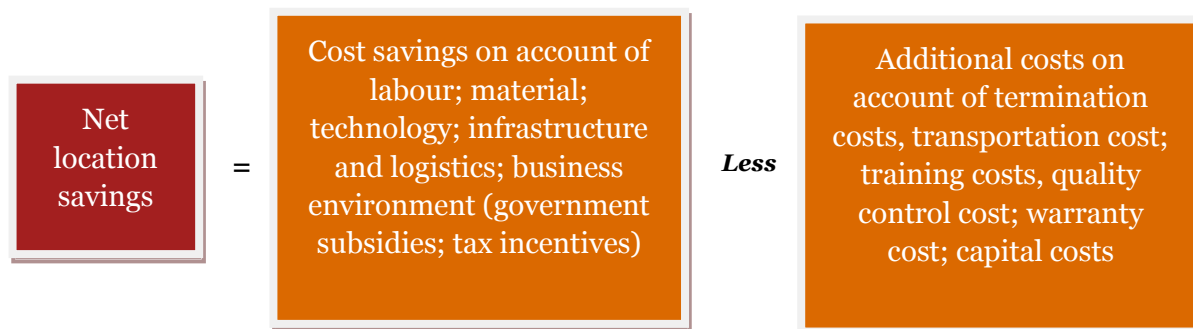 Net
location
savings
=
Cost savings on account of
labour; material;
technology; infrastructure
and logistics; business
environment (government
subsidies; tax incentives)
Less
Additional costs on
account of termination
costs, transportation cost;
training costs, quality
control cost; warranty
cost; capital costs